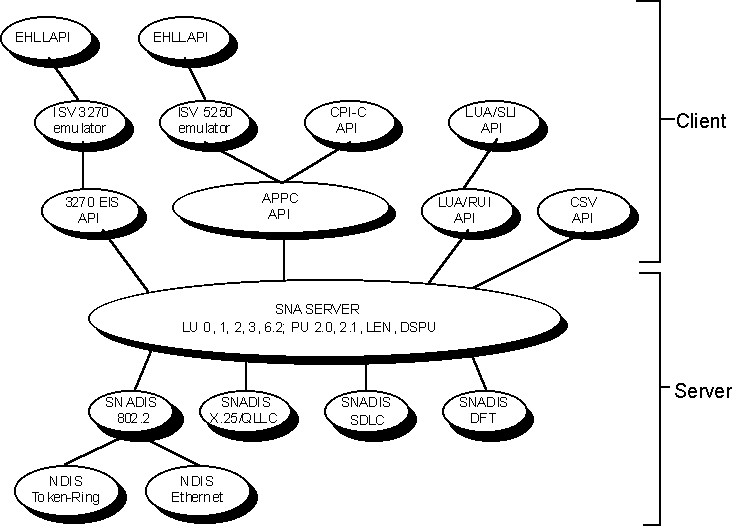 EHLLAPI
EHLLAPI
ISV 3270
emulator
ISV 5250
emulator
CPI-C
API
LUA/SLI
API
Client
3270 EIS
API
APPC
API
LUA/RUI
API
CSV
API
SNA SERVER
LU 0, 1, 2, 3, 6.2; PU 2.0, 2.1, LEN, DSPU
Server
SNADIS
802.2
SNADIS
X.25/QLLC
SNADIS
SDLC
SNADIS
DFT
NDIS
Token-Ring
NDIS
Ethernet